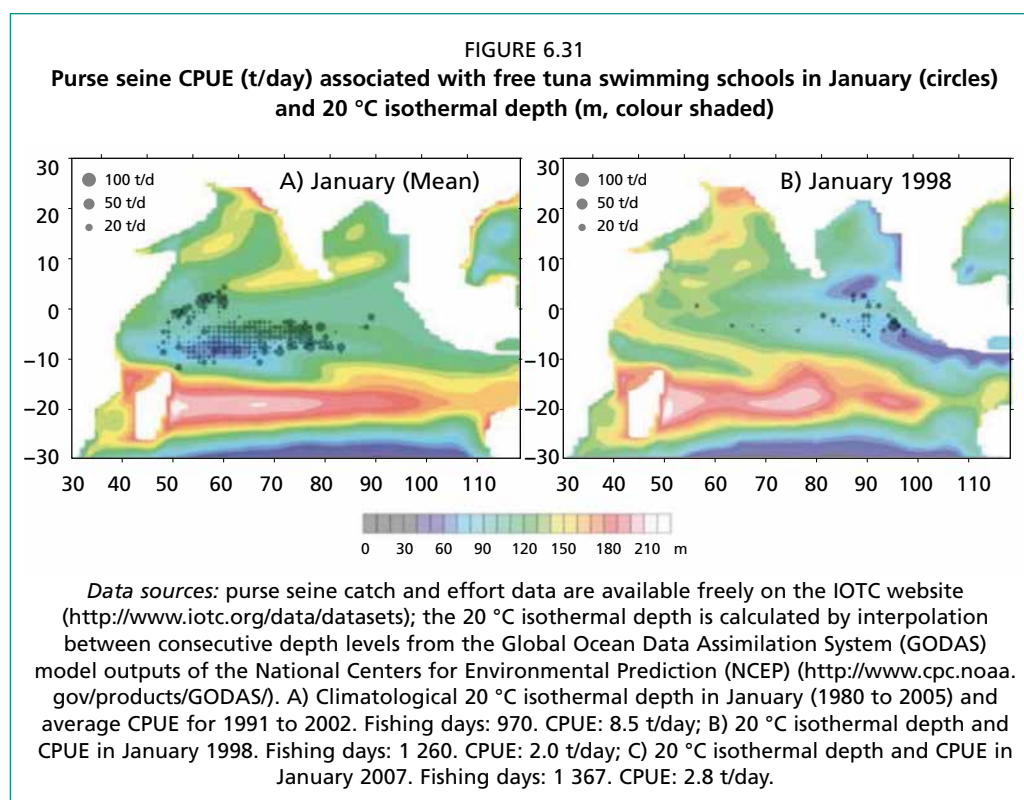 FIGURE 6.31
Purse seine CPUE (t/day) associated with free tuna swimming schools in January (circles)
and 20 °C isothermal depth (m, colour shaded)
30
20
10
0
−10
−20
−30
100 t/d
50 t/d
20 t/d
A) January (Mean)
30 40 50 60 70 80 90 100 110
30
20
10
0
−10
−20
−30
100 t/d
50 t/d
20 t/d
B) January 1998
30 40 50 60 70 80 90 100 110
0 30 60 90 120 150 180 210 m
Data sources: purse seine catch and effort data are available freely on the IOTC website
(http://www.iotc.org/data/datasets); the 20 °C isothermal depth is calculated by interpolation
between consecutive depth levels from the Global Ocean Data Assimilation System (GODAS)
model outputs of the National Centers for Environmental Prediction (NCEP) (http://www.cpc.noaa.
gov/products/GODAS/). A) Climatological 20 °C isothermal depth in January (1980 to 2005) and
average CPUE for 1991 to 2002. Fishing days: 970. CPUE: 8.5 t/day; B) 20 °C isothermal depth and
CPUE in January 1998. Fishing days: 1 260. CPUE: 2.0 t/day; C) 20 °C isothermal depth and CPUE in
January 2007. Fishing days: 1 367. CPUE: 2.8 t/day.